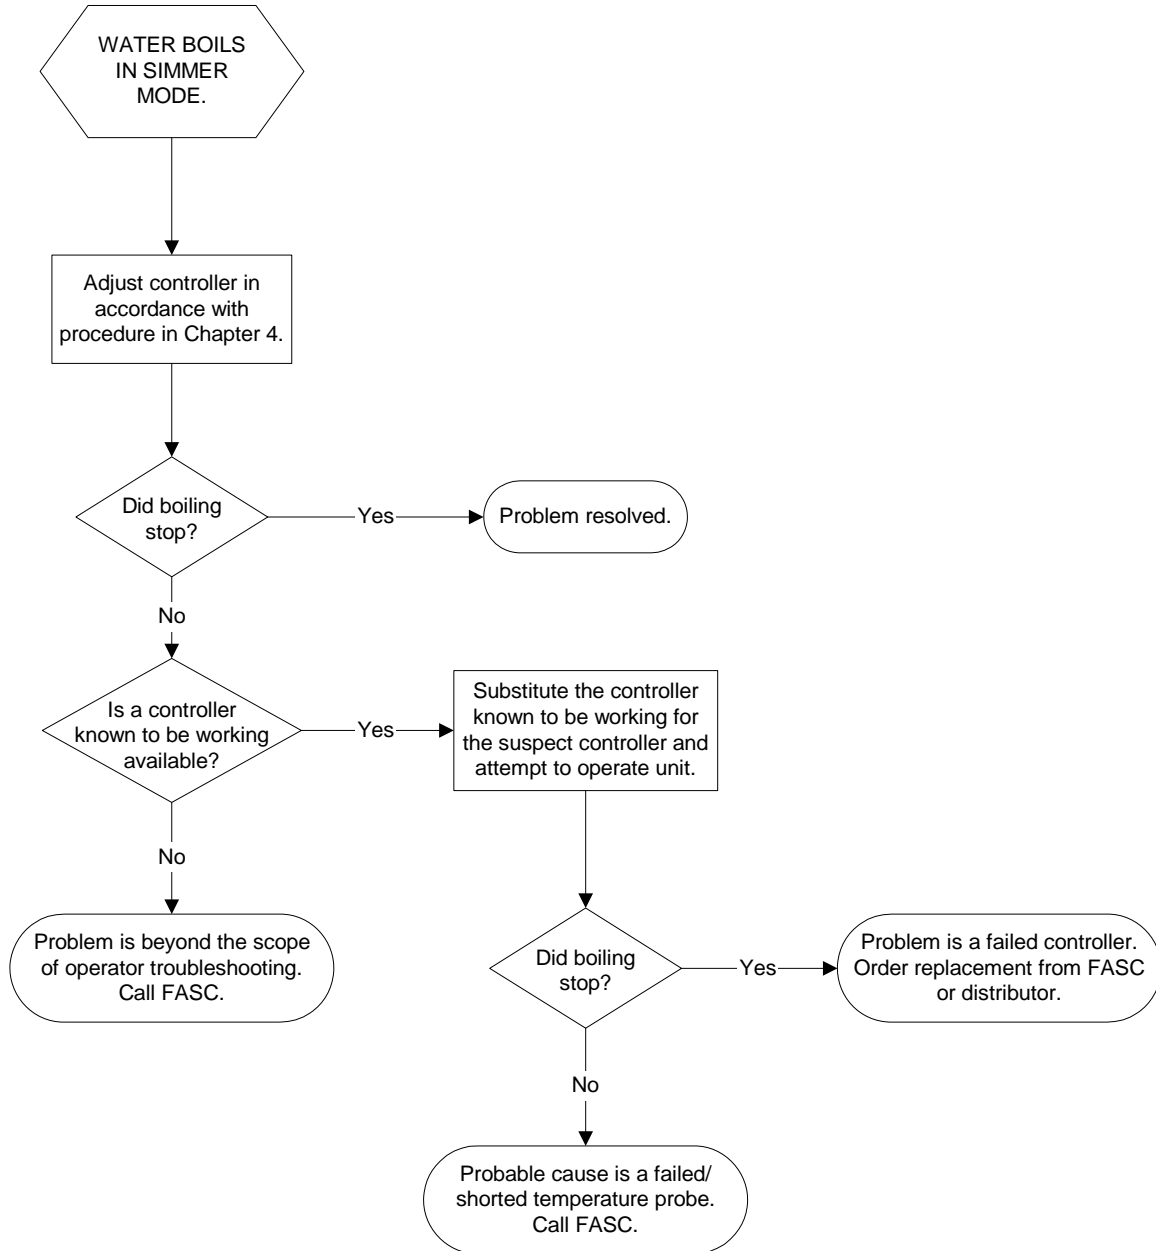 WATER BOILS
IN SIMMER
MODE.
Adjust controller in
accordance with
procedure in Chapter 4.
Did boiling
stop?
Yes
Problem resolved.
No
Is a controller
known to be working
available?
Yes
Substitute the controller
known to be working for
the suspect controller and
attempt to operate unit.
No
Problem is beyond the scope
of operator troubleshooting.
Call FASC.
Did boiling
stop?
Yes
Problem is a failed controller.
Order replacement from FASC
or distributor.
No
Probable cause is a failed/
shorted temperature probe.
Call FASC.